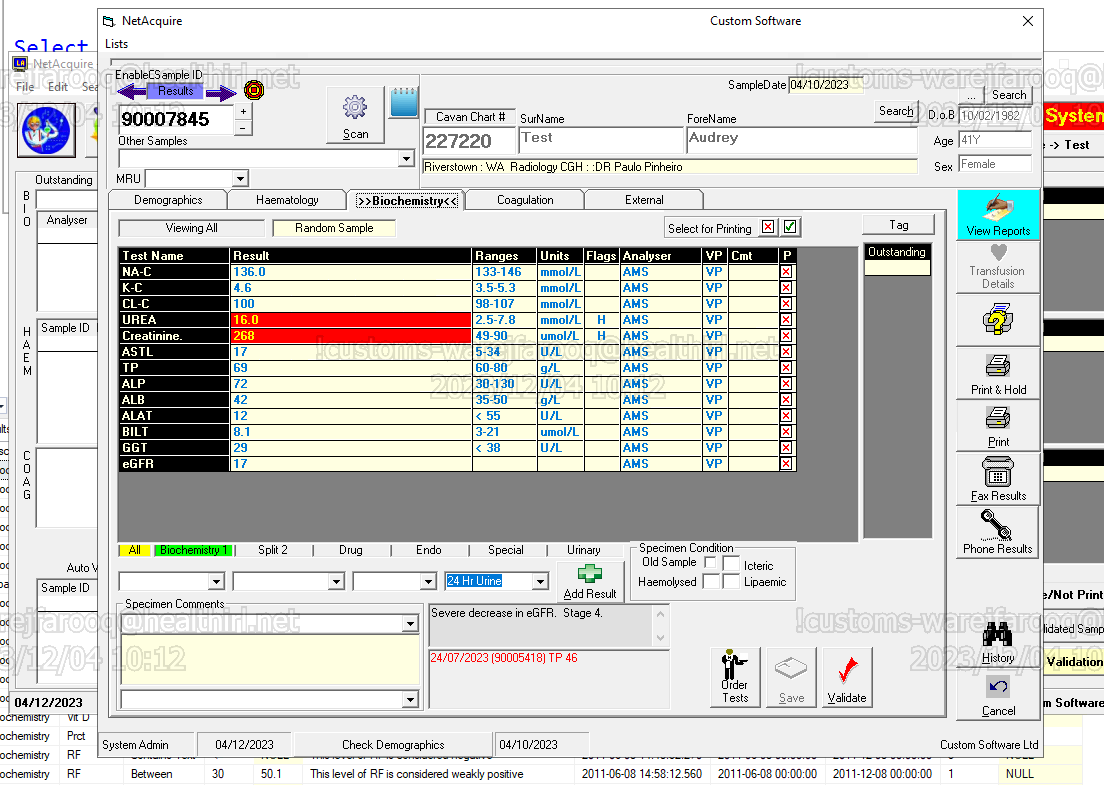 Select
NetAcquire
Custom Software
Lists
NetAcquire
File Edit Sea
EnableCSample ID
Results
90007845
+
-
Scan
Other Samples
MRU
Cavan Chart #
SurName
ForeName
227220
Test
Audrey
Riverstown : WA Radiology CGH : :DR Paulo Pinheiro
SampleDate 04/10/2023
...
Search
Search
D.o.B 10/02/1982
Age 41Y
Sex Female
System
-> Test
Outstanding
BIO
Analyser
HAEM
Sample ID
COAG
Auto V
Sample ID
04/12/2023
Demographics Haematology >>Biochemistry<< Coagulation External
Viewing All
Random Sample
Select for Printing
Tag
Outstanding
Test Name Result Ranges Units Flags Analyser VP Cmt P
NA-C 136.0 133-146 mmol/L AMS VP
K-C 4.6 3.5-5.3 mmol/L AMS VP
CL-C 100 98-107 mmol/L AMS VP
UREA 16.0 2.5-7.8 mmol/L H AMS VP
Creatinine. 268 49-90 umol/L H AMS VP
ASTL 17 5-34 U/L AMS VP
TP 69 60-80 g/L AMS VP
ALP 72 30-130 U/L AMS VP
ALB 42 35-50 g/L AMS VP
ALAT 12 < 55 U/L AMS VP
BILT 8.1 3-21 umol/L AMS VP
GGT 29 < 38 U/L AMS VP
eGFR 17 AMS VP
View Reports
Transfusion
Details
Print & Hold
Print
Fax Results
Phone Results
History
Cancel
All Biochemistry 1 Split 2 Drug Endo Special Urinary
24 Hr Urine
Add Result
Specimen Condition
Old Sample
Icteric
Haemolysed
Lipaemic
Specimen Comments
Severe decrease in eGFR. Stage 4.
24/07/2023 (90005418) TP 46
Order
Tests
Save
Validate
e/Not Print
lidated Samp
Validation
m Software
System Admin
04/12/2023
Check Demographics
04/10/2023
Custom Software Ltd
ochemistry Vit D
ochemistry Prct
ochemistry RF
ochemistry RF Between 30 50.1 This level of RF is considered weakly positive 2011-06-08 14:58:12.560 2011-06-08 00:00:00 2011-12-08 00:00:00 1 NULL
!customs-warejfarooq@healthirl.net
2023/12/04 10:12